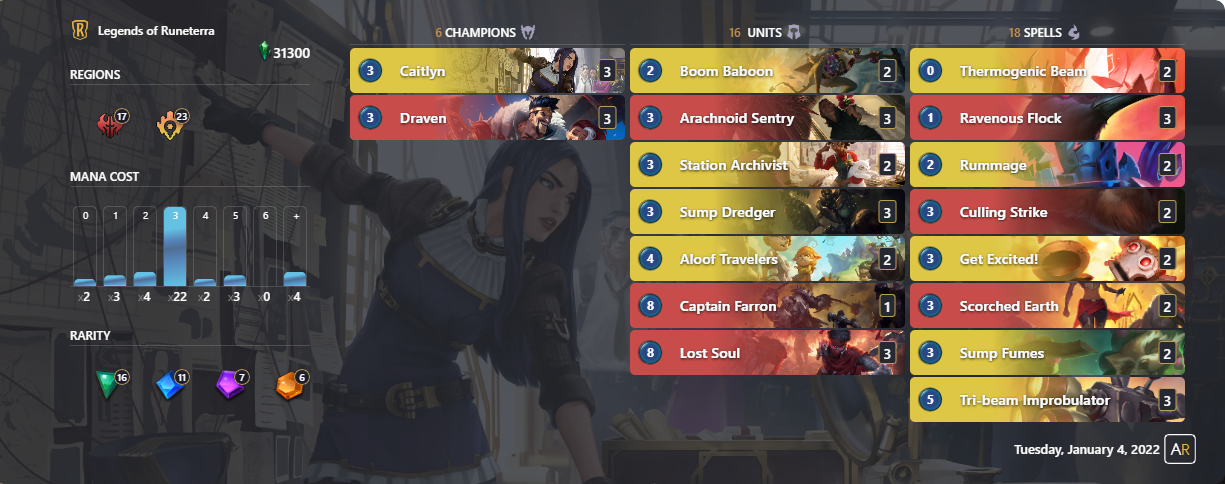 Legends of Runeterra
31300
REGIONS
17
23
MANA COST
0 1 2 3 4 5 6 +
x2 x3 x4 x22 x2 x3 x0 x4
RARITY
16
11
7
6
6 CHAMPIONS
3 Caitlyn 3
3 Draven 3
16 UNITS
2 Boom Baboon 2
3 Arachnoid Sentry 3
3 Station Archivist 2
3 Sump Dredger 3
4 Aloof Travelers 2
8 Captain Farron 1
8 Lost Soul 3
18 SPELLS
0 Thermogenic Beam 2
1 Ravenous Flock 3
2 Rummage 2
3 Culling Strike 2
3 Get Excited! 2
3 Scorched Earth 2
3 Sump Fumes 2
5 Tri-beam Improbulator 3
Tuesday, January 4, 2022 AR